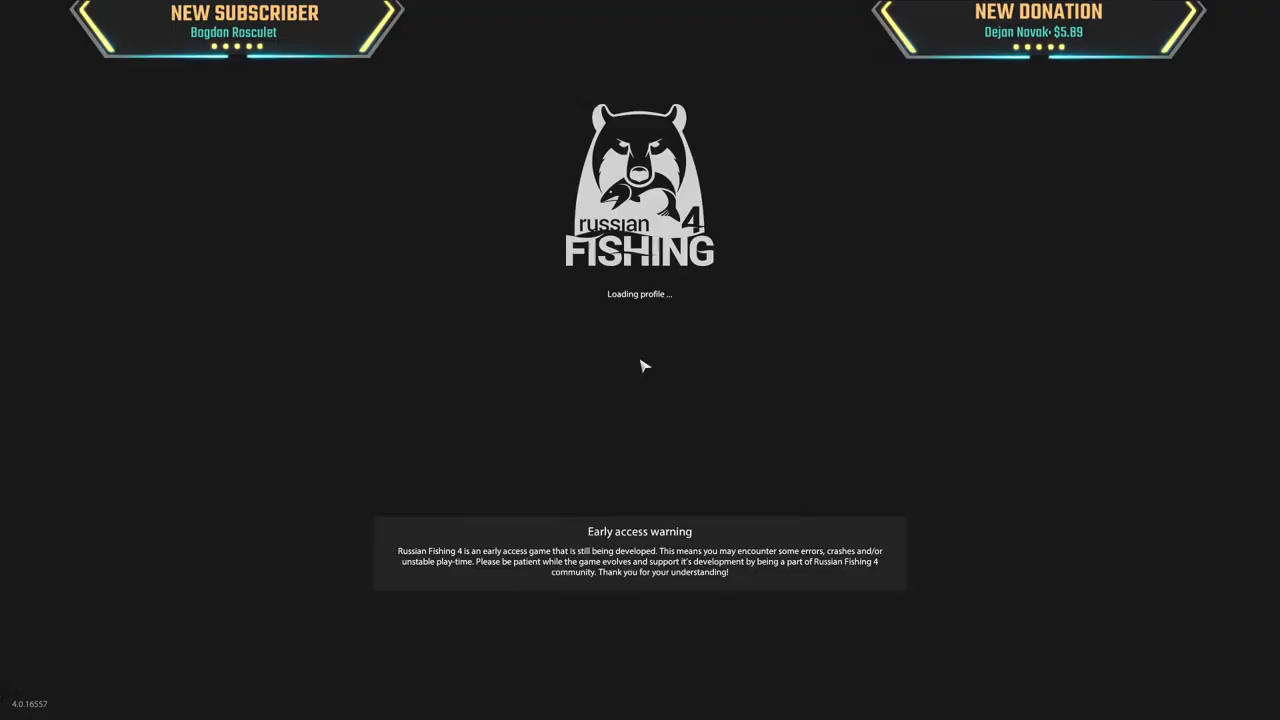 NEW SUBSCRIBER
Bogdan Rasculet
NEW DONATION
Dejan Novak• $5.89
russian 4
FISHING
Loading profile ...
Early access warning
Russian Fishing 4 is an early access game that is still being developed. This means you may encounter some errors, crashes and/or
unstable play-time. Please be patient while the game evolves and support it's development by being a part of Russian Fishing 4
community. Thank you for your understanding!
4.0.16557